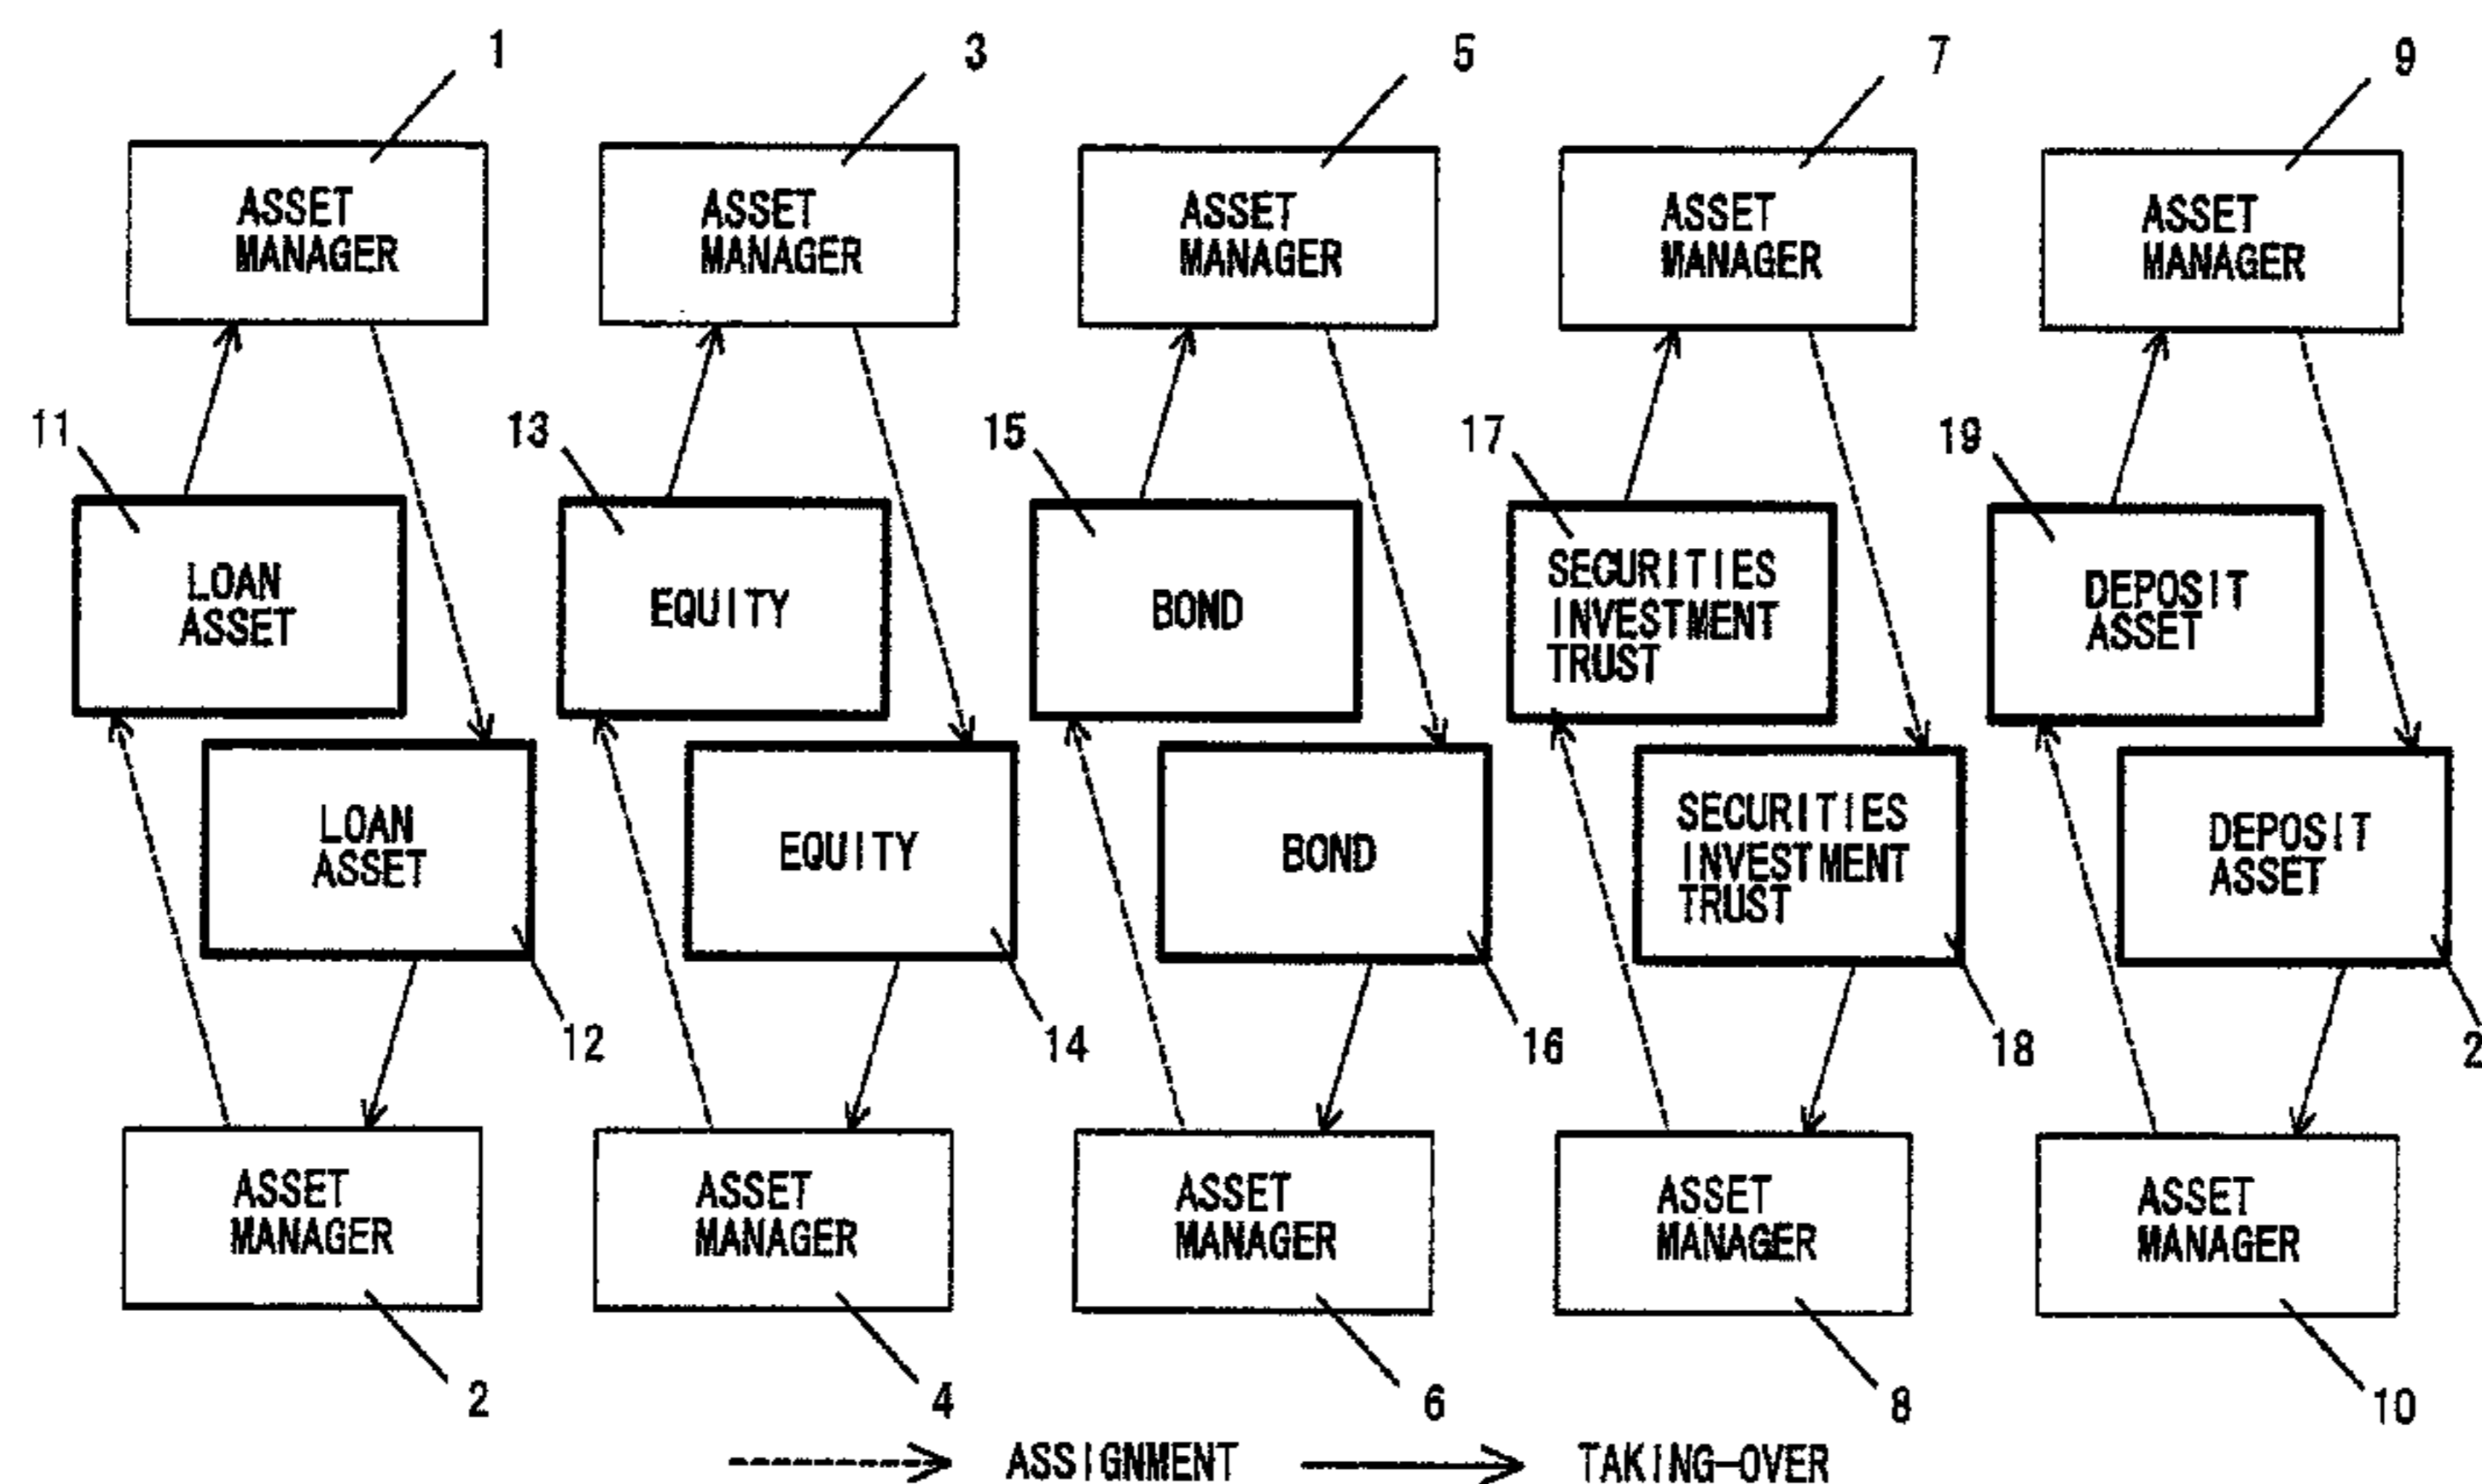 1
3
5
7
9
ASSET
MANAGER
ASSET
MANAGER
ASSET
MANAGER
ASSET
MANAGER
ASSET
MANAGER
11
13
15
17
19
LOAN
ASSET
EQUITY
BOND
SECURITIES
INVESTMENT
TRUST
DEPOSIT
ASSET
LOAN
ASSET
EQUITY
BOND
SECURITIES
INVESTMENT
TRUST
DEPOSIT
ASSET
12
14
16
18
2
ASSET
MANAGER
ASSET
MANAGER
ASSET
MANAGER
ASSET
MANAGER
ASSET
MANAGER
2
4
6
8
10
ASSIGNMENT
TAKING-OVER